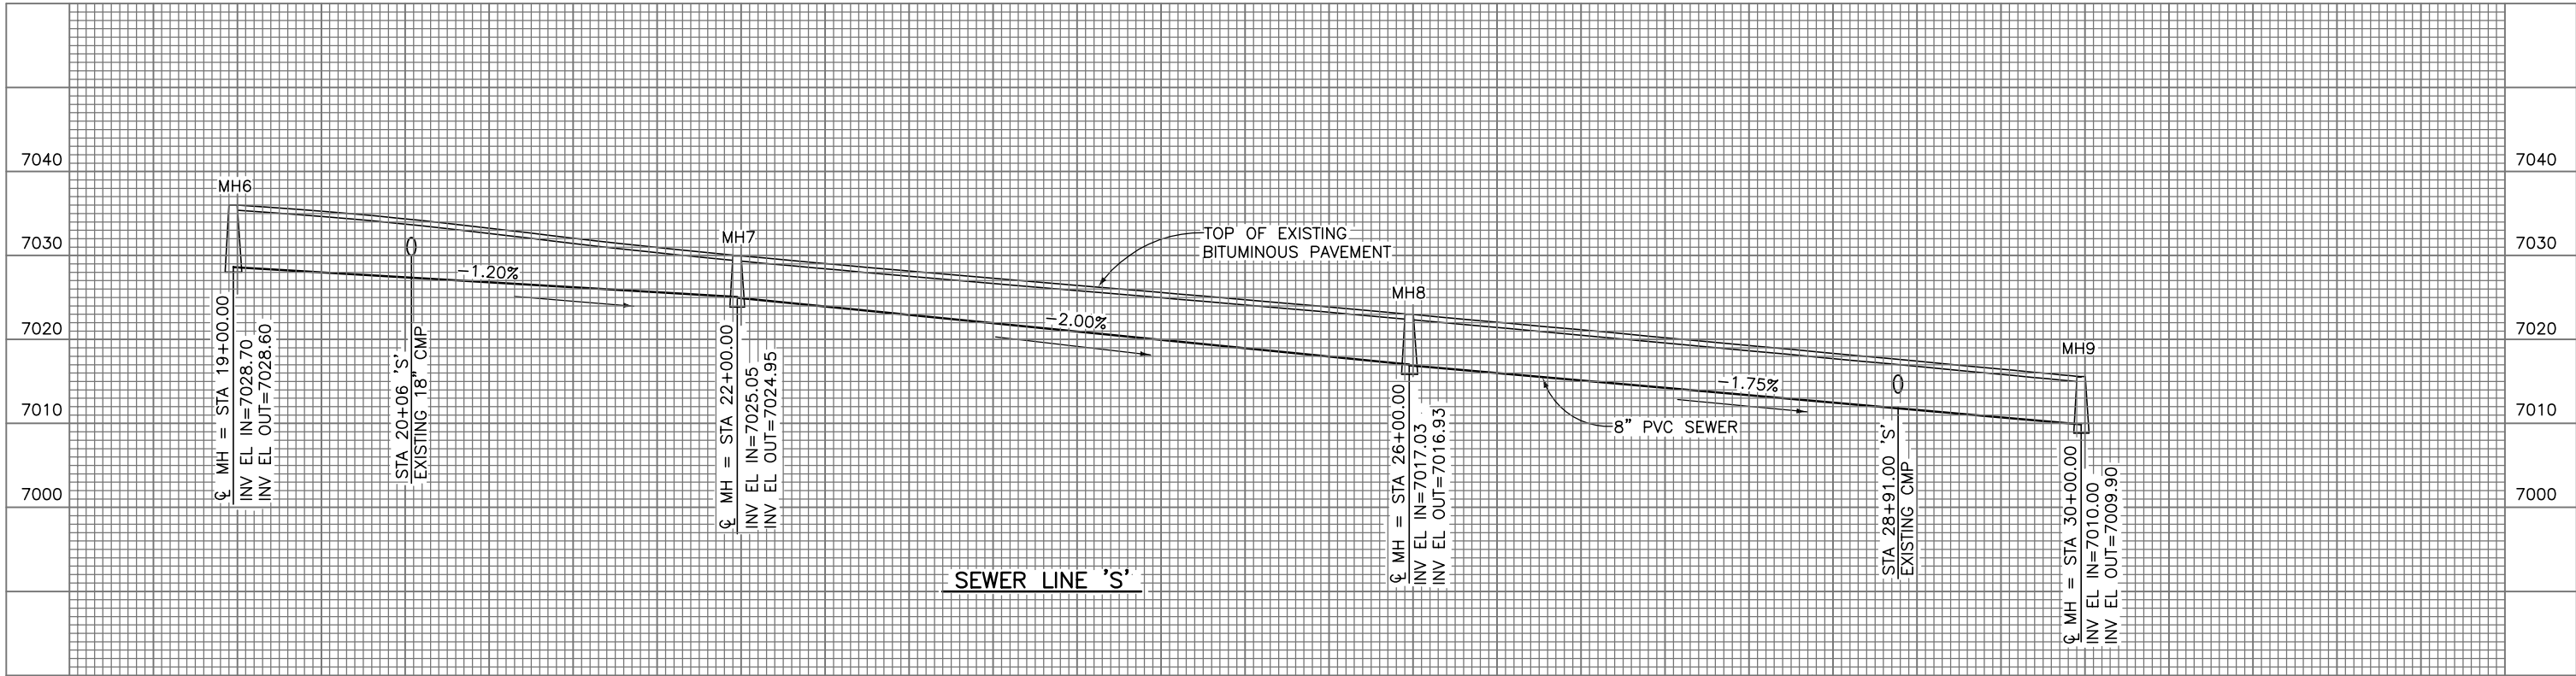 7040
7030
7020
7010
7000
MH6
℄ MH = STA 19+00.00
INV EL IN=7028.70
INV EL OUT=7028.60
STA 20+06 'S'
EXISTING 18" CMP
-1.20%
MH7
℄ MH = STA 22+00.00
INV EL IN=7025.05
INV EL OUT=7024.95
-2.00%
TOP OF EXISTING
BITUMINOUS PAVEMENT
MH8
℄ MH = STA 26+00.00
INV EL IN=7017.03
INV EL OUT=7016.93
8" PVC SEWER
-1.75%
STA 28+91.00 'S'
EXISTING CMP
MH9
℄ MH = STA 30+00.00
INV EL IN=7010.00
INV EL OUT=7009.90
7040
7030
7020
7010
7000
SEWER LINE 'S'